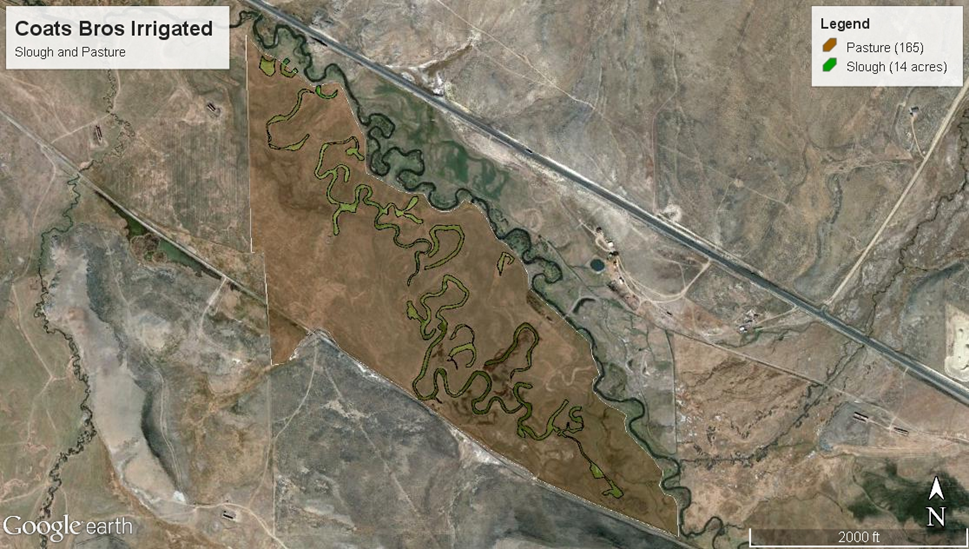 Coats Bros Irrigated
Slough and Pasture
Legend
Pasture (165)
Slough (14 acres)
Google earth
N
2000 ft